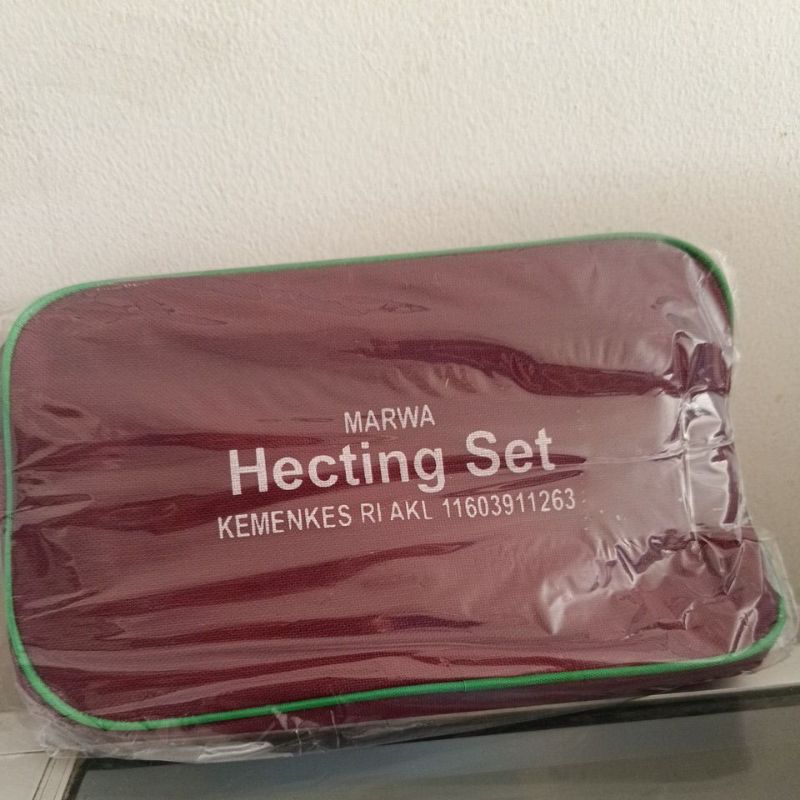 MARWA
Hecting Set
KEMENKES RI AKL 11603911263